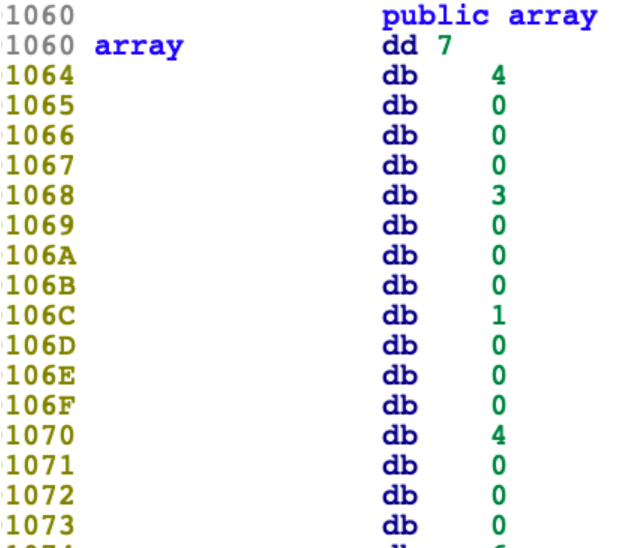 1060 public array
1060 array dd 7
1064 db 4
1065 db 0
1066 db 0
1067 db 0
1068 db 3
1069 db 0
106A db 0
106B db 0
106C db 1
106D db 0
106E db 0
106F db 0
1070 db 4
1071 db 0
1072 db 0
1073 db 0